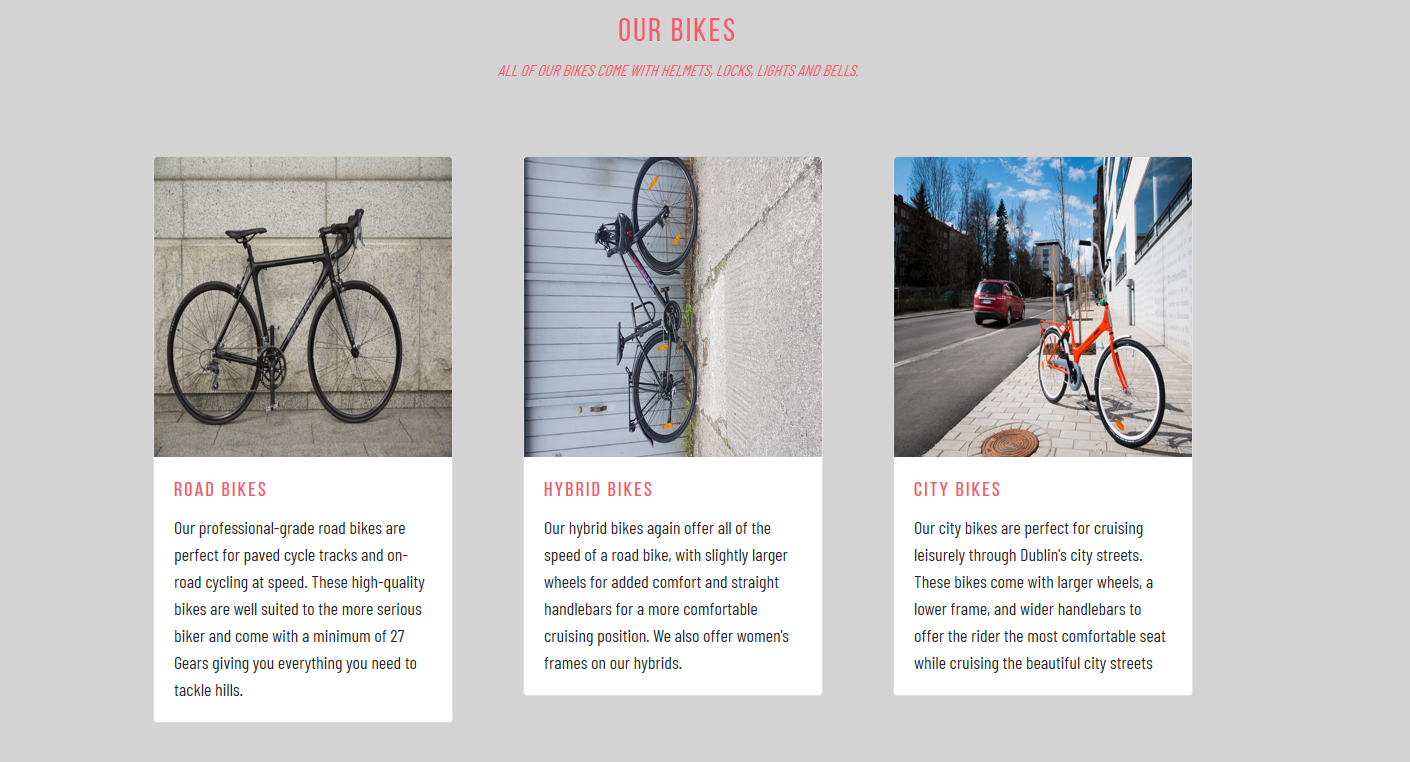 OUR BIKES
ALL OF OUR BIKES COME WITH HELMETS, LOCKS, LIGHTS AND BELLS.
ROAD BIKES
Our professional-grade road bikes are
perfect for paved cycle tracks and on-
road cycling at speed. These high-quality
bikes are well suited to the more serious
biker and come with a minimum of 27
Gears giving you everything you need to
tackle hills.
HYBRID BIKES
Our hybrid bikes again offer all of the
speed of a road bike, with slightly larger
wheels for added comfort and straight
handlebars for a more comfortable
cruising position. We also offer women's
frames on our hybrids.
CITY BIKES
Our city bikes are perfect for cruising
leisurely through Dublin's city streets.
These bikes come with larger wheels, a
lower frame, and wider handlebars to
offer the rider the most comfortable seat
while cruising the beautiful city streets